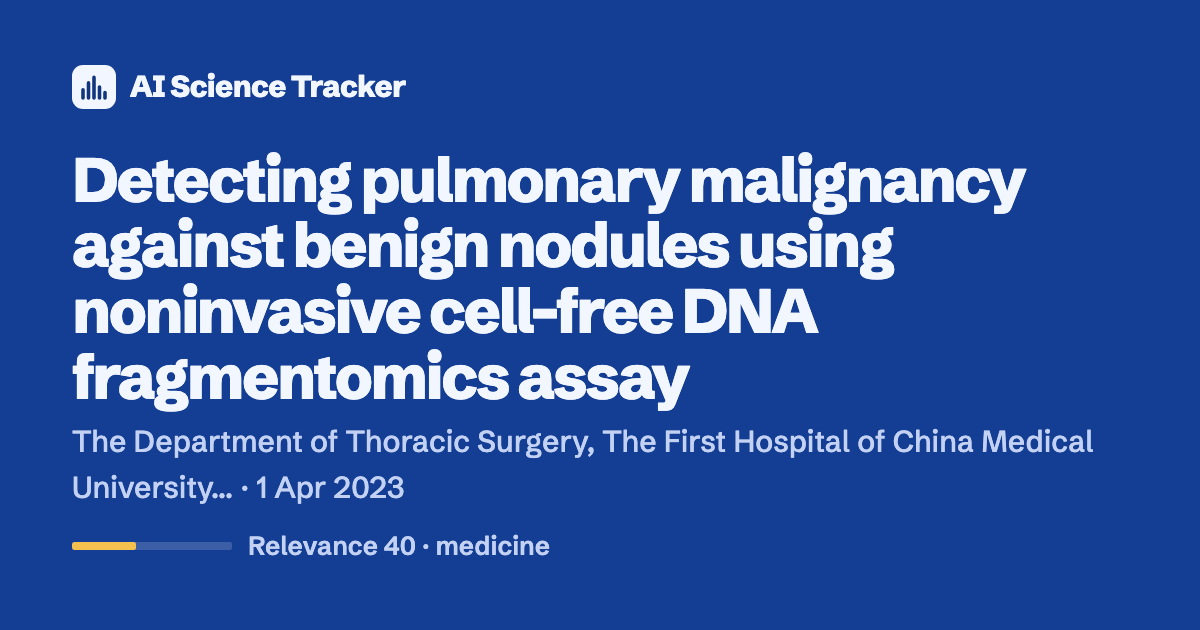 AI Science Tracker
Detecting pulmonary malignancy
against benign nodules using
noninvasive cell-free DNA
fragmentomics assay
The Department of Thoracic Surgery, The First Hospital of China Medical
University... · 1 Apr 2023
Relevance 40 · medicine